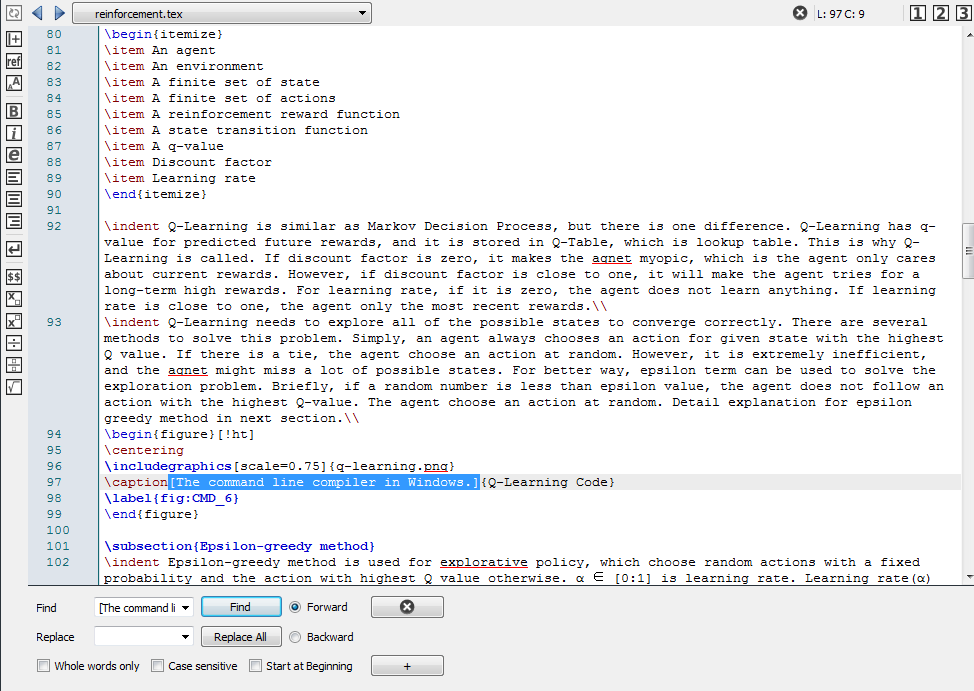 reinforcement.tex
L: 97 C: 9
1 2 3
80 \begin{itemize}
81 \item An agent
82 \item An environment
83 \item A finite set of state
84 \item A finite set of actions
85 \item A reinforcement reward function
86 \item A state transition function
87 \item A q-value
88 \item Discount factor
89 \item Learning rate
90 \end{itemize}
91
92 \indent Q-Learning is similar as Markov Decision Process, but there is one difference. Q-Learning has q-
value for predicted future rewards, and it is stored in Q-Table, which is lookup table. This is why Q-
Learning is called. If discount factor is zero, it makes the agnet myopic, which is the agent only cares
about current rewards. However, if discount factor is close to one, it will make the agent tries for a
long-term high rewards. For learning rate, if it is zero, the agent does not learn anything. If learning
rate is close to one, the agent only the most recent rewards.\\
93 \indent Q-Learning needs to explore all of the possible states to converge correctly. There are several
methods to solve this problem. Simply, an agent always chooses an action for given state with the highest
Q value. If there is a tie, the agent choose an action at random. However, it is extremely inefficient,
and the agnet might miss a lot of possible states. For better way, epsilon term can be used to solve the
exploration problem. Briefly, if a random number is less than epsilon value, the agent does not follow an
action with the highest Q-value. The agent choose an action at random. Detail explanation for epsilon
greedy method in next section.\\
94 \begin{figure}[!ht]
95 \centering
96 \includegraphics[scale=0.75]{q-learning.png}
97 \caption[The command line compiler in Windows.]{Q-Learning Code}
98 \label{fig:CMD_6}
99 \end{figure}
100
101 \subsection{Epsilon-greedy method}
102 \indent Epsilon-greedy method is used for explorative policy, which choose random actions with a fixed
probability and the action with highest Q value otherwise. α ∈ [0:1] is learning rate. Learning rate(α)
ref
A A
B
i
e
$$
Find [The command li Find Forward
Replace Replace All Backward
Whole words only Case sensitive Start at Beginning +